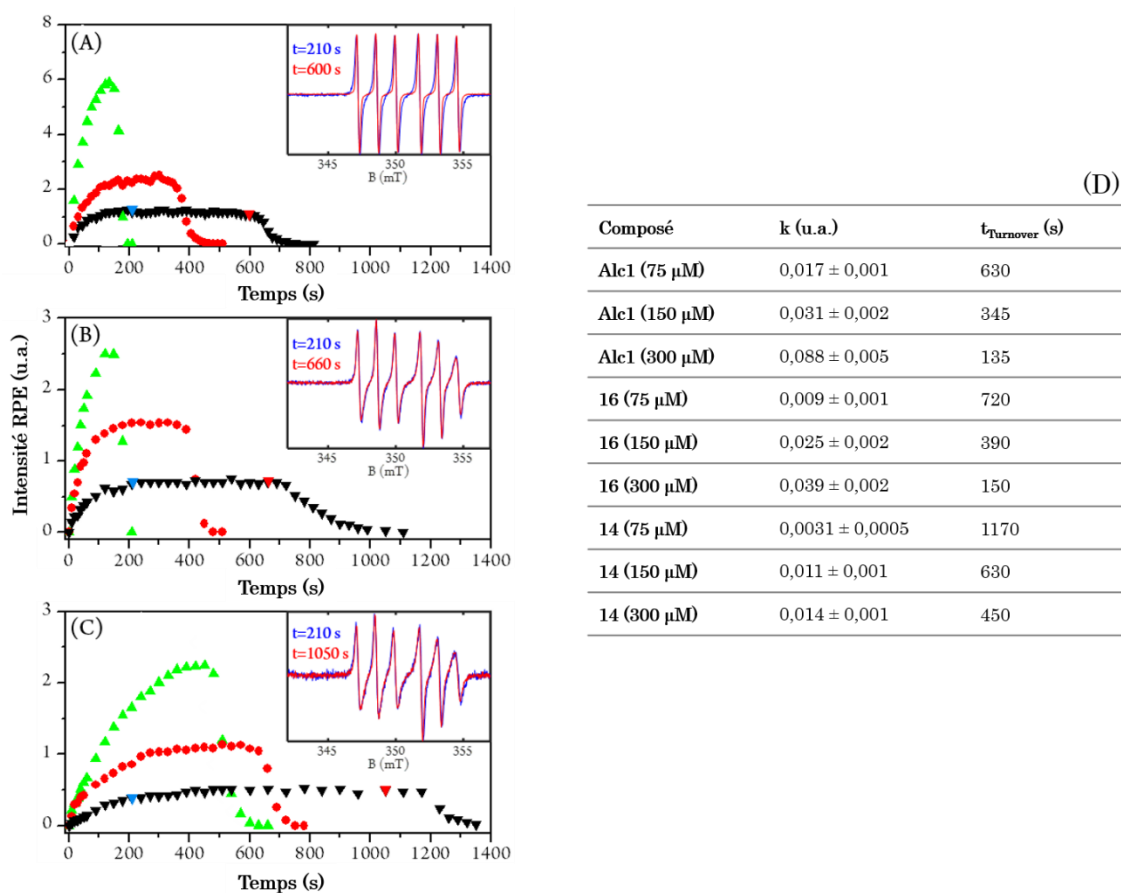 (A)
8
6
4
2
0
t=210 s
t=600 s
345
350
355
B (mT)
0
200
400
600
800
1000
1200
1400
Temps (s)
Intensité RPE (u.a.)
(B)
3
2
1
0
t=210 s
t=660 s
345
350
355
B (mT)
0
200
400
600
800
1000
1200
1400
Temps (s)
(C)
3
2
1
0
t=210 s
t=1050 s
345
350
355
B (mT)
0
200
400
600
800
1000
1200
1400
Temps (s)
(D)
Composé k (u.a.) tTurnover (s)
Alc1 (75 µM) 0,017 ± 0,001 630
Alc1 (150 µM) 0,031 ± 0,002 345
Alc1 (300 µM) 0,088 ± 0,005 135
16 (75 µM) 0,009 ± 0,001 720
16 (150 µM) 0,025 ± 0,002 390
16 (300 µM) 0,039 ± 0,002 150
14 (75 µM) 0,0031 ± 0,0005 1170
14 (150 µM) 0,011 ± 0,001 630
14 (300 µM) 0,014 ± 0,001 450